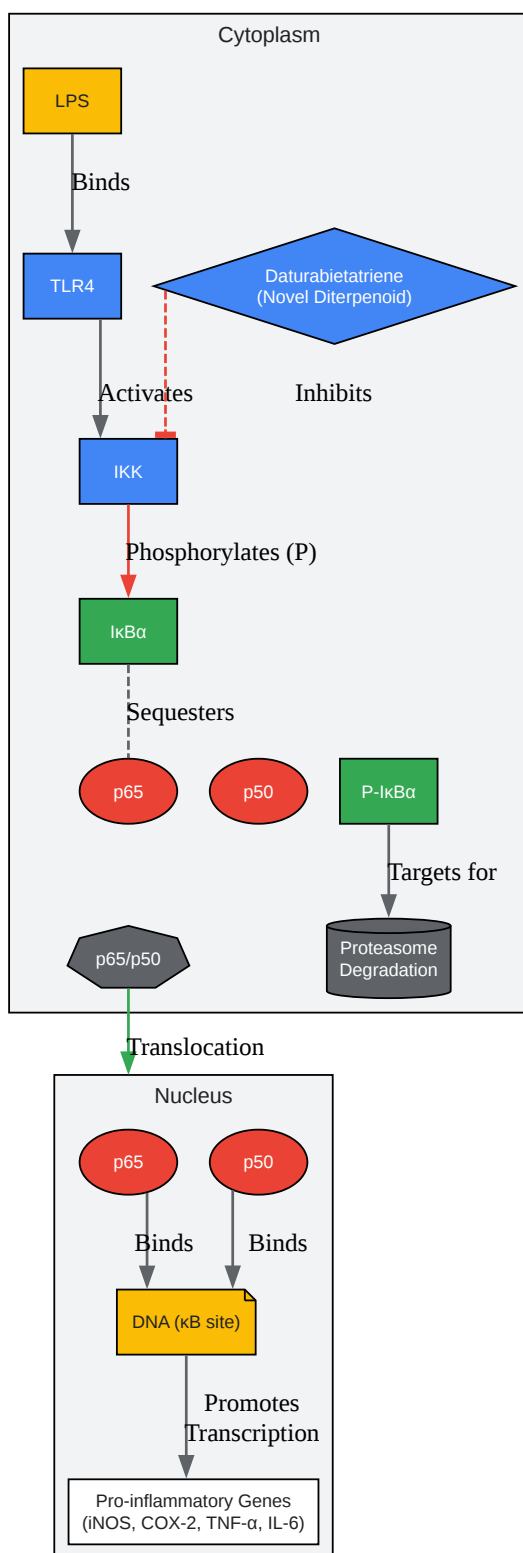 Cytoplasm
LPS
Binds
TLR4
Daturabietatriene
(Novel Diterpenoid)
Activates
Inhibits
IKK
Phosphorylates (P)
IκBα
Sequesters
p65
p50
P-IκBα
Targets for
p65/p50
Proteasome
Degradation
Translocation
Nucleus
p65
p50
Binds
Binds
DNA (κB site)
Promotes
Transcription
Pro-inflammatory Genes
(iNOS, COX-2, TNF-α, IL-6)